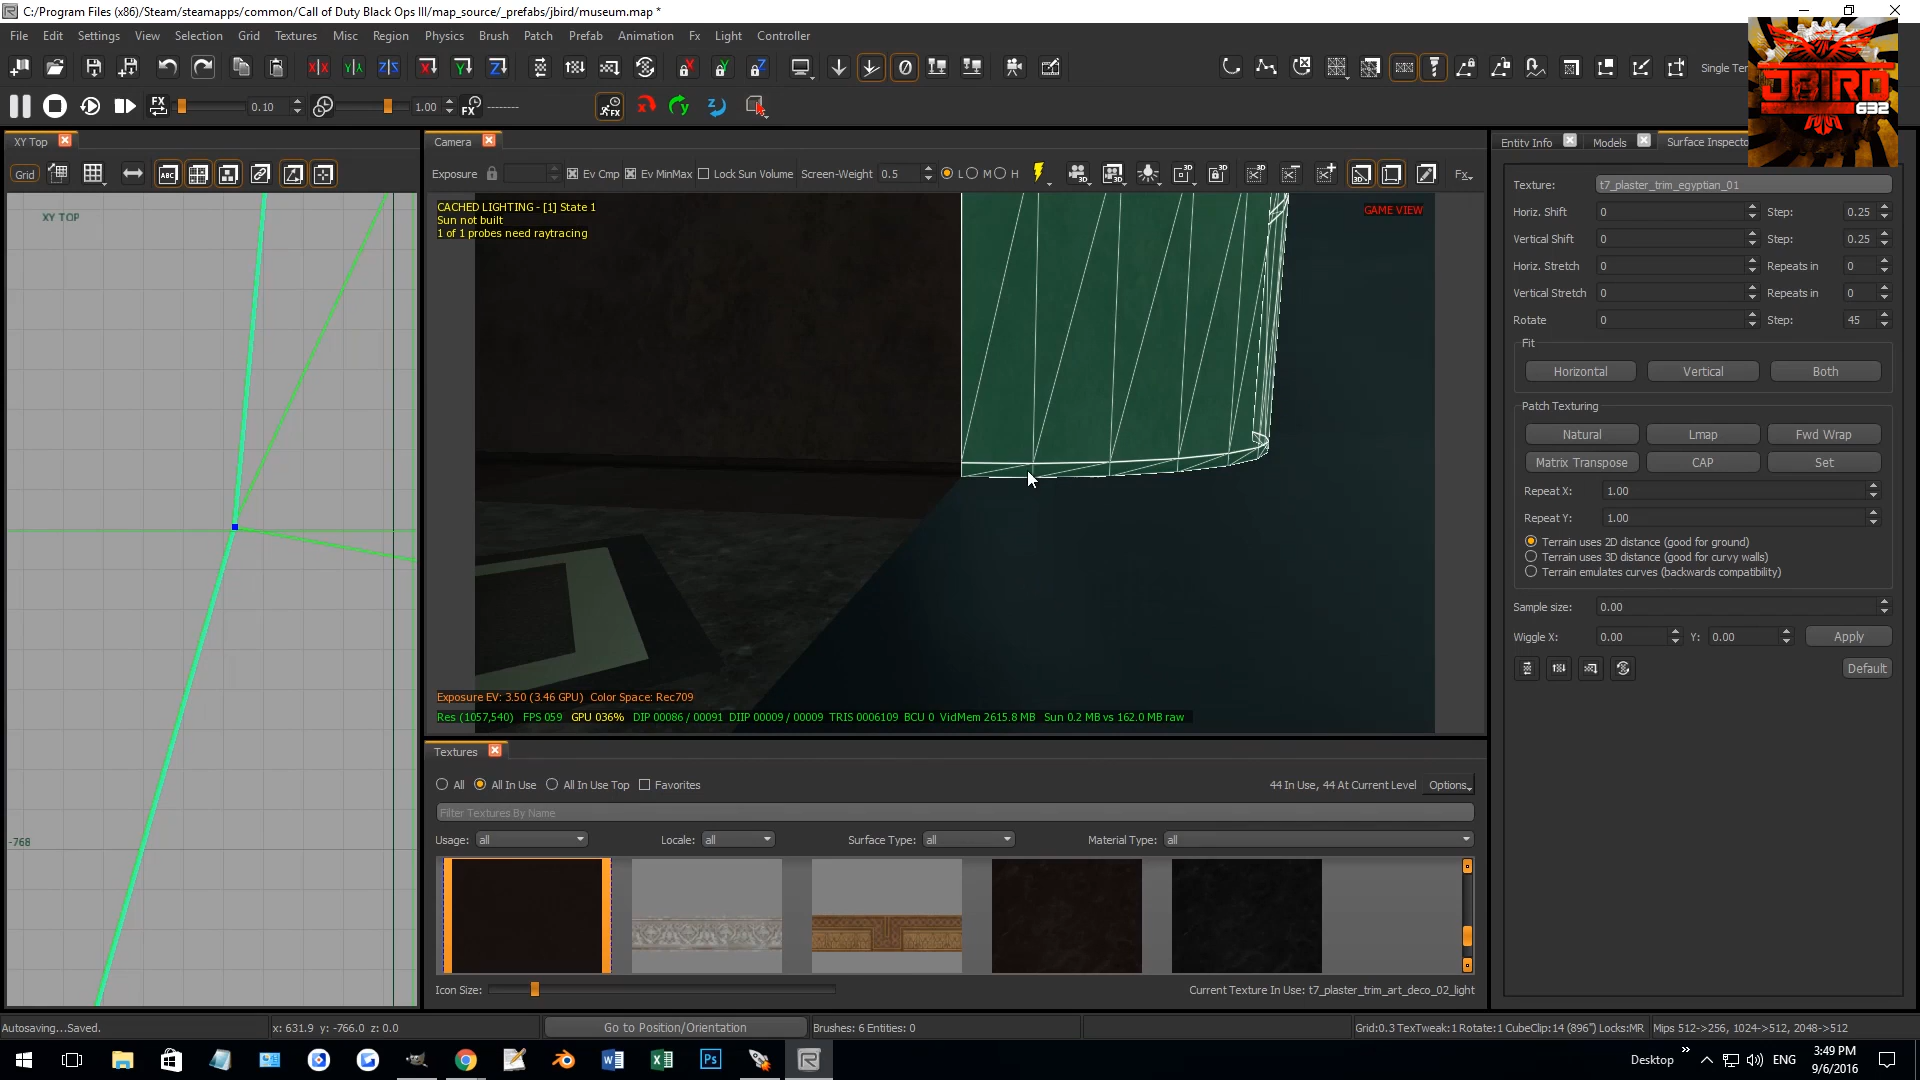 C:/Program Files (x86)/Steam/steamapps/common/Call of Duty Black Ops III/map_source/_prefabs/jbird/museum.map *
File Edit Settings View Selection Grid Textures Misc Region Physics Brush Patch Prefab Animation Fx Light Controller
Single Ter
JBIRD
632
FX 0.10 1.00 FX --------
FX
XY Top
Camera
Entity Info Models Surface Inspecto
Grid
ABC
Exposure Ev Cmp Ev MinMax Lock Sun Volume Screen-Weight 0.5 L M H
Fx
XY TOP
CACHED LIGHTING - [1] State 1
Sun not built
1 of 1 probes need raytracing
GAME VIEW
Texture: t7_plaster_trim_egyptian_01
Horiz. Shift 0 Step: 0.25
Vertical Shift 0 Step: 0.25
Horiz. Stretch 0 Repeats in 0
Vertical Stretch 0 Repeats in 0
Rotate 0 Step: 45
Fit
Horizontal Vertical Both
Patch Texturing
Natural Lmap Fwd Wrap
Matrix Transpose CAP Set
Repeat X: 1.00
Repeat Y: 1.00
Terrain uses 2D distance (good for ground)
Terrain uses 3D distance (good for curvy walls)
Terrain emulates curves (backwards compatibility)
Sample size: 0.00
Wiggle X: 0.00 Y: 0.00 Apply
Default
Exposure EV: 3.50 (3.46 GPU) Color Space: Rec709
Res (1057,540) FPS 059 GPU 036% DIP 00086 / 00091 DIIP 00009 / 00009 TRIS 0006109 BCU 0 VidMem 2615.8 MB Sun 0.2 MB vs 162.0 MB raw
Textures
All All In Use All In Use Top Favorites 44 In Use, 44 At Current Level Options
Filter Textures By Name
Usage: all Locale: all Surface Type: all Material Type: all
-768
Icon Size: Current Texture In Use: t7_plaster_trim_art_deco_02_light
Autosaving...Saved. x: 631.9 y: -766.0 z: 0.0 Go to Position/Orientation Brushes: 6 Entities: 0 Grid:0.3 TexTweak:1 Rotate:1 CubeClip:14 (896") Locks:MR Mips 512->256, 1024->512, 2048->512
Desktop » ENG 3:49 PM
9/6/2016